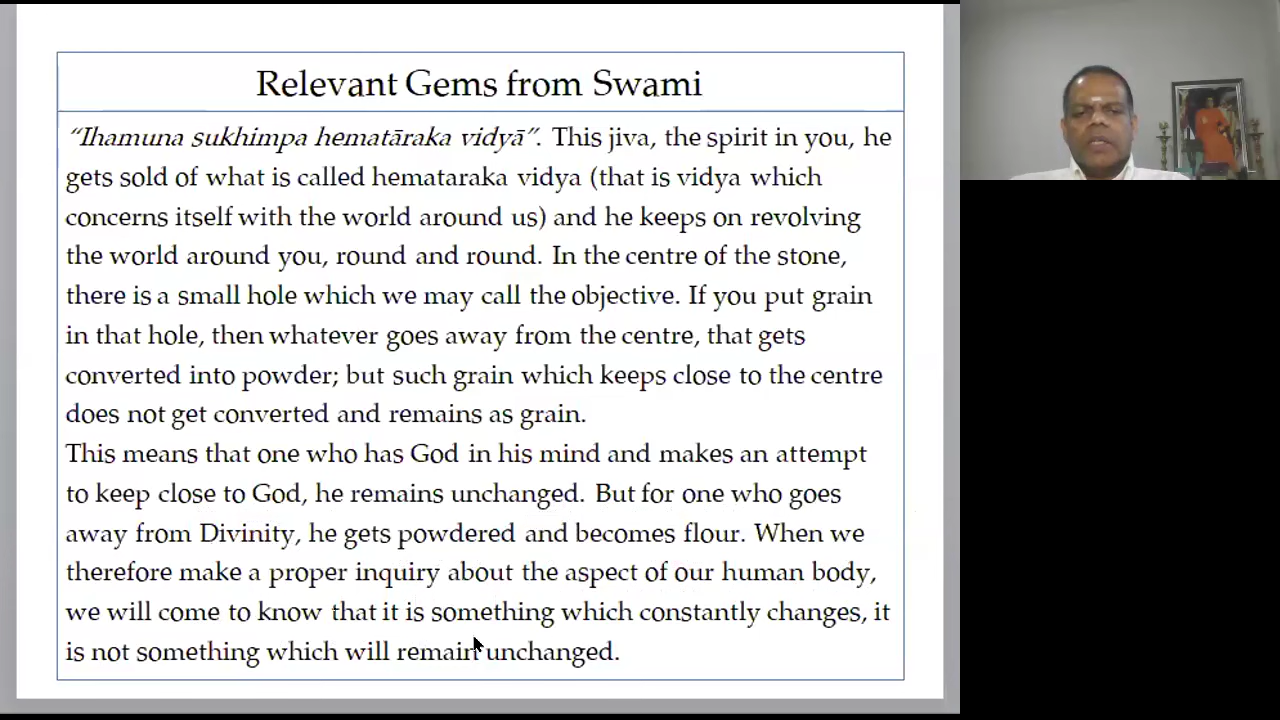 Relevant Gems from Swami
“Ihamuna sukhimpa hematāraka vidyā”. This jiva, the spirit in you, he
gets sold of what is called hemataraka vidya (that is vidya which
concerns itself with the world around us) and he keeps on revolving
the world around you, round and round. In the centre of the stone,
there is a small hole which we may call the objective. If you put grain
in that hole, then whatever goes away from the centre, that gets
converted into powder; but such grain which keeps close to the centre
does not get converted and remains as grain.
This means that one who has God in his mind and makes an attempt
to keep close to God, he remains unchanged. But for one who goes
away from Divinity, he gets powdered and becomes flour. When we
therefore make a proper inquiry about the aspect of our human body,
we will come to know that it is something which constantly changes, it
is not something which will remain unchanged.